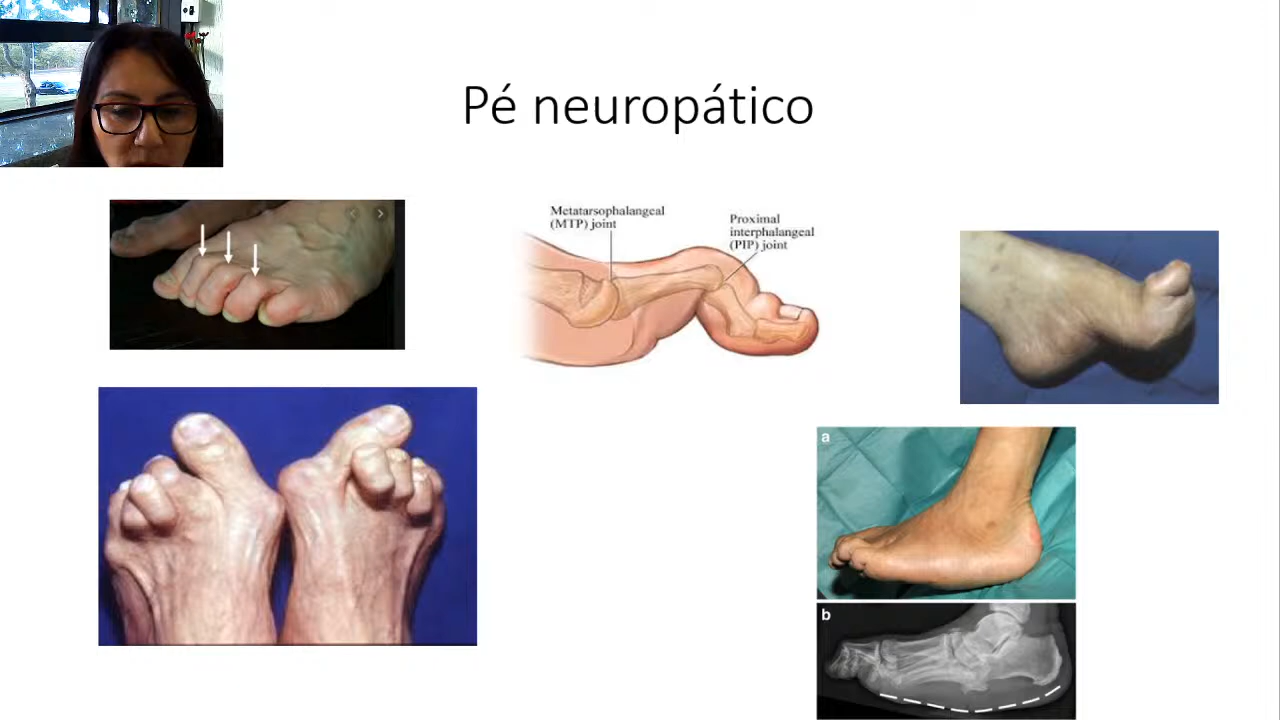 Pé neuropático
Metatarsophalangeal
(MTP) joint
Proximal
interphalangeal
(PIP) joint
a
b